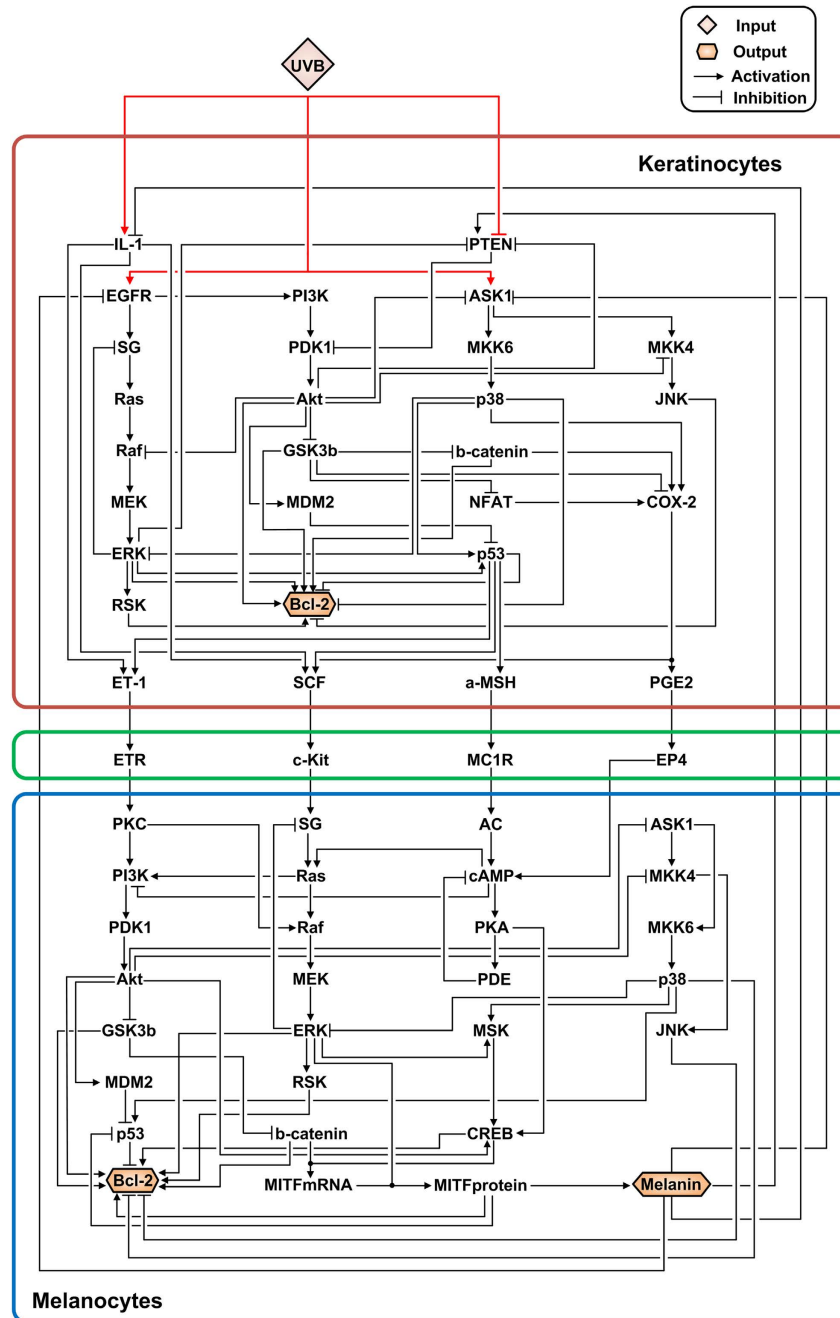 Input
UVB
Output
Activation
Inhibition
Keratinocytes
IL-1 PTEN
EGFR PI3K ASK1
SG PDK1 MKK6 MKK4
Ras Akt p38 JNK
Raf GSK3b b-catenin
MEK MDM2 NFAT COX-2
ERK p53
RSK Bcl-2
ET-1 SCF a-MSH PGE2
ETR c-Kit MC1R EP4
PKC SG AC ASK1
PI3K Ras cAMP MKK4
PDK1 Raf PKA MKK6
Akt MEK PDE p38
GSK3b ERK MSK JNK
MDM2 RSK
p53 b-catenin CREB
Bcl-2 MITFmRNA MITFprotein Melanin
Melanocytes